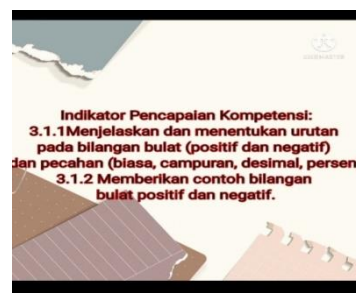 Indikator Pencapaian Kompetensi:
3.1.1Menjelaskan dan menentukan urutan
pada bilangan bulat (positif dan negatif)
dan pecahan (biasa, campuran, desimal, persen
3.1.2 Memberikan contoh bilangan
bulat positif dan negatif.